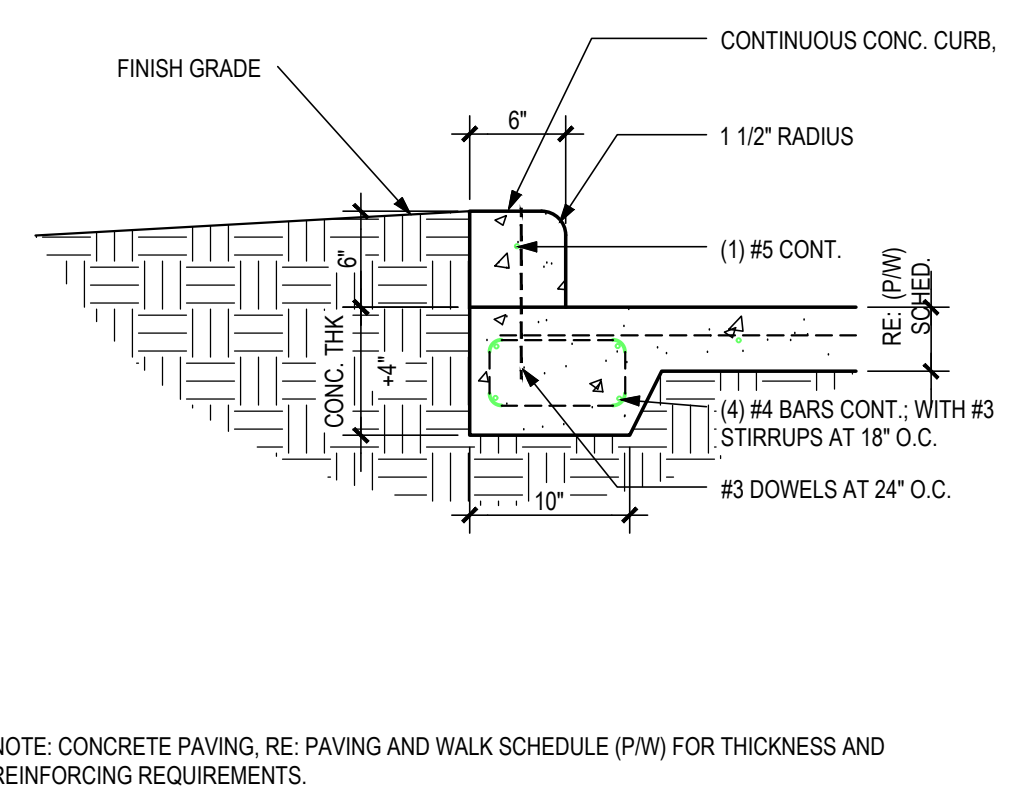 CONTINUOUS CONC. CURB,
FINISH GRADE
6"
1 1/2" RADIUS
(1) #5 CONT.
6"
RE: (P/W)
SCHED.
CONC. THK
+4"
(4) #4 BARS CONT.; WITH #3
STIRRUPS AT 18" O.C.
#3 DOWELS AT 24" O.C.
10"
NOTE: CONCRETE PAVING, RE: PAVING AND WALK SCHEDULE (P/W) FOR THICKNESS AND
REINFORCING REQUIREMENTS.